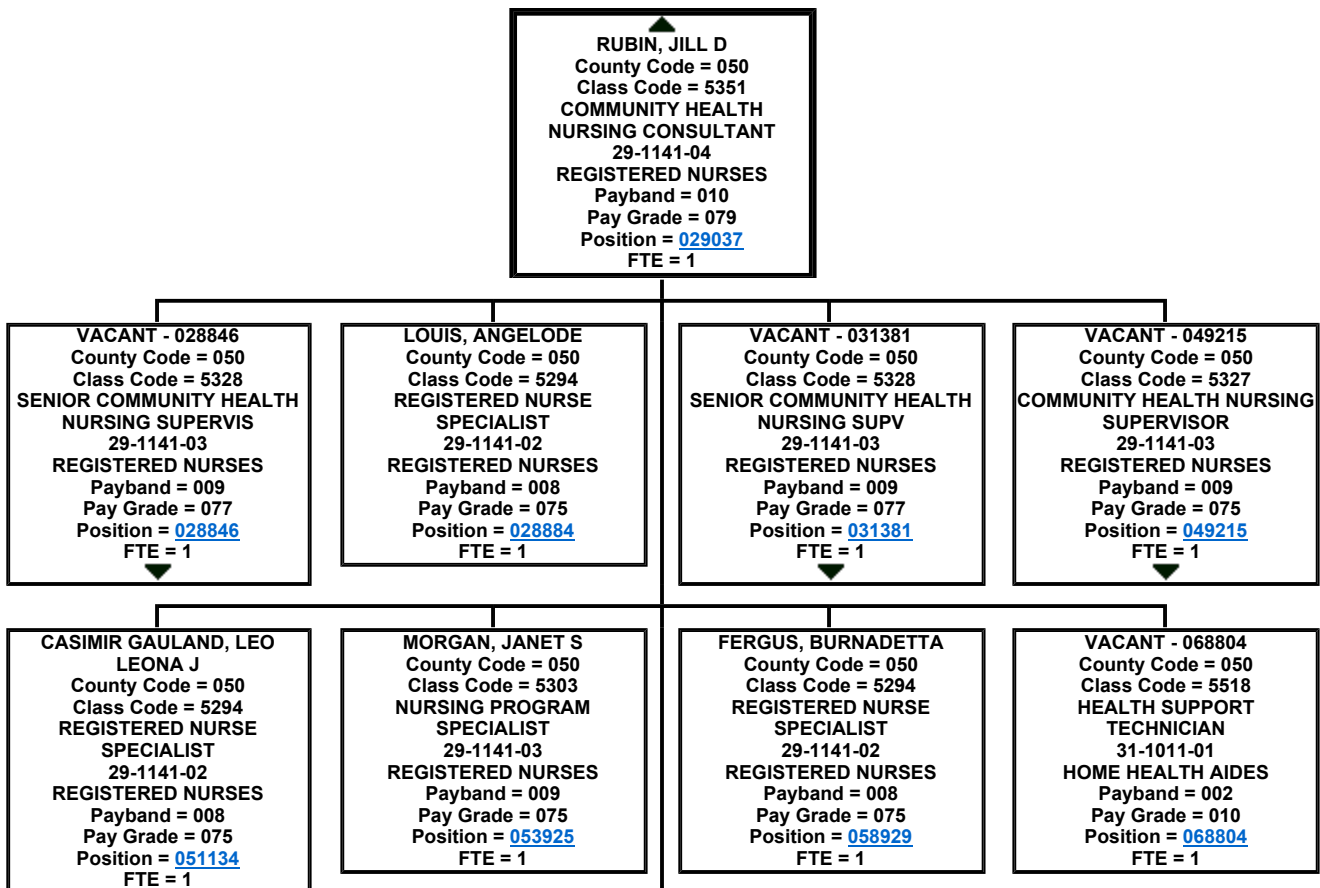 RUBIN, JILL D
County Code = 050
Class Code = 5351
COMMUNITY HEALTH
NURSING CONSULTANT
29-1141-04
REGISTERED NURSES
Payband = 010
Pay Grade = 079
Position = 029037
FTE = 1
VACANT - 028846
County Code = 050
Class Code = 5328
SENIOR COMMUNITY HEALTH
NURSING SUPERVIS
29-1141-03
REGISTERED NURSES
Payband = 009
Pay Grade = 077
Position = 028846
FTE = 1
LOUIS, ANGELODE
County Code = 050
Class Code = 5294
REGISTERED NURSE
SPECIALIST
29-1141-02
REGISTERED NURSES
Payband = 008
Pay Grade = 075
Position = 028884
FTE = 1
VACANT - 031381
County Code = 050
Class Code = 5328
SENIOR COMMUNITY HEALTH
NURSING SUPV
29-1141-03
REGISTERED NURSES
Payband = 009
Pay Grade = 077
Position = 031381
FTE = 1
VACANT - 049215
County Code = 050
Class Code = 5327
COMMUNITY HEALTH NURSING
SUPERVISOR
29-1141-03
REGISTERED NURSES
Payband = 009
Pay Grade = 075
Position = 049215
FTE = 1
CASIMIR GAULAND, LEO
LEONA J
County Code = 050
Class Code = 5294
REGISTERED NURSE
SPECIALIST
29-1141-02
REGISTERED NURSES
Payband = 008
Pay Grade = 075
Position = 051134
FTE = 1
MORGAN, JANET S
County Code = 050
Class Code = 5303
NURSING PROGRAM
SPECIALIST
29-1141-03
REGISTERED NURSES
Payband = 009
Pay Grade = 075
Position = 053925
FTE = 1
FERGUS, BURNADETTA
County Code = 050
Class Code = 5294
REGISTERED NURSE
SPECIALIST
29-1141-02
REGISTERED NURSES
Payband = 008
Pay Grade = 075
Position = 058929
FTE = 1
VACANT - 068804
County Code = 050
Class Code = 5518
HEALTH SUPPORT
TECHNICIAN
31-1011-01
HOME HEALTH AIDES
Payband = 002
Pay Grade = 010
Position = 068804
FTE = 1